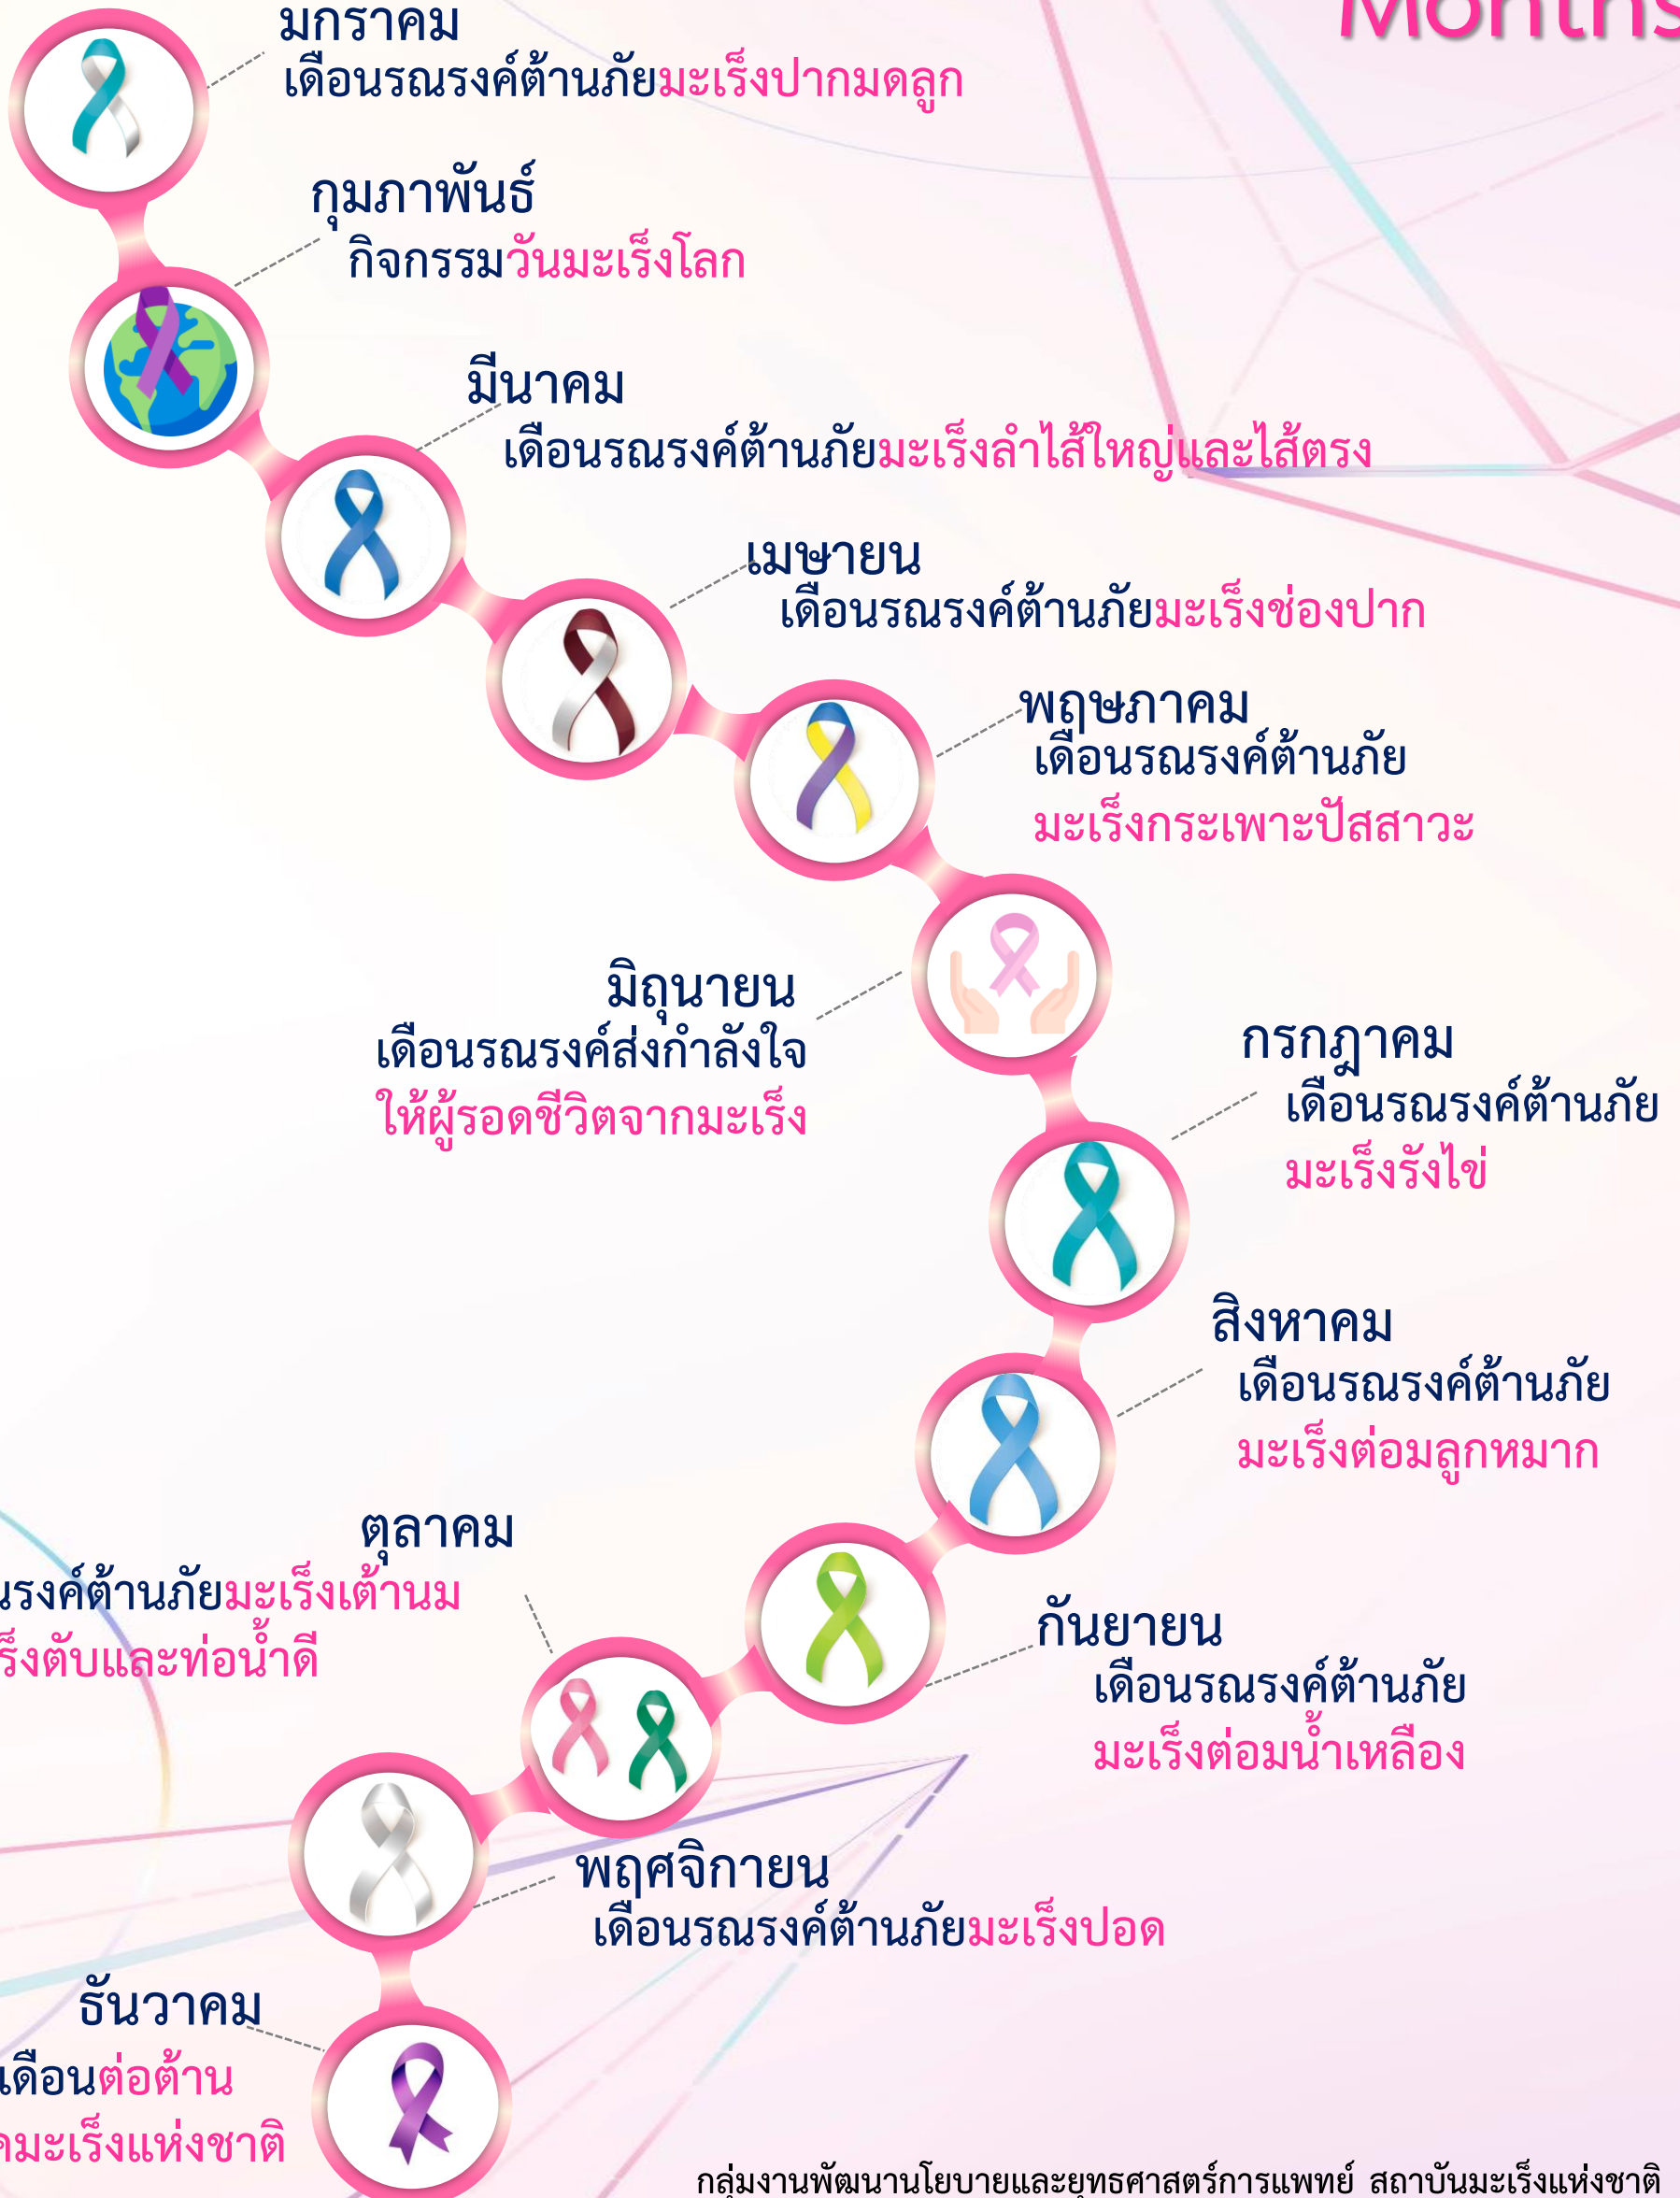 Months
มกราคม
เดือนรณรงค์ต้านภัยมะเร็งปากมดลูก
กุมภาพันธ์
กิจกรรมวันมะเร็งโลก
มีนาคม
เดือนรณรงค์ต้านภัยมะเร็งลำไส้ใหญ่และไส้ตรง
เมษายน
เดือนรณรงค์ต้านภัยมะเร็งช่องปาก
พฤษภาคม
เดือนรณรงค์ต้านภัย
มะเร็งกระเพาะปัสสาวะ
มิถุนายน
เดือนรณรงค์ส่งกำลังใจ
ให้ผู้รอดชีวิตจากมะเร็ง
กรกฎาคม
เดือนรณรงค์ต้านภัย
มะเร็งรังไข่
สิงหาคม
เดือนรณรงค์ต้านภัย
มะเร็งต่อมลูกหมาก
กันยายน
เดือนรณรงค์ต้านภัย
มะเร็งต่อมน้ำเหลือง
ตุลาคม
รงค์ต้านภัยมะเร็งเต้านม
ร็งตับและท่อน้ำดี
พฤศจิกายน
เดือนรณรงค์ต้านภัยมะเร็งปอด
ธันวาคม
เดือนต่อต้าน
คมะเร็งแห่งชาติ
กลุ่มงานพัฒนานโยบายและยุทธศาสตร์การแพทย์ สถาบันมะเร็งแห่งชาติ